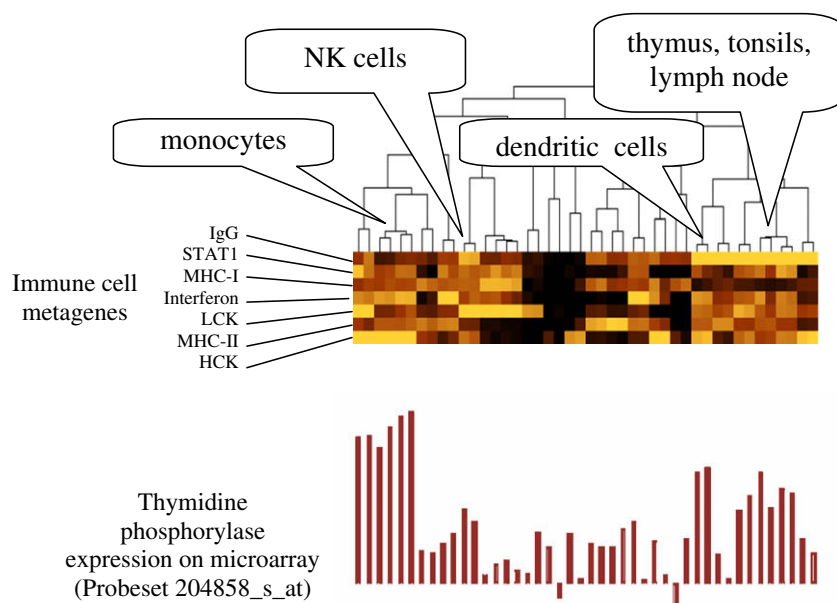 thymus, tonsils,
lymph node
NK cells
monocytes
dendritic cells
IgG
STAT1
MHC-I
Interferon
LCK
MHC-II
HCK
Immune cell
metagenes
Thymidine
phosphorylase
expression on microarray
(Probeset 204858_s_at)